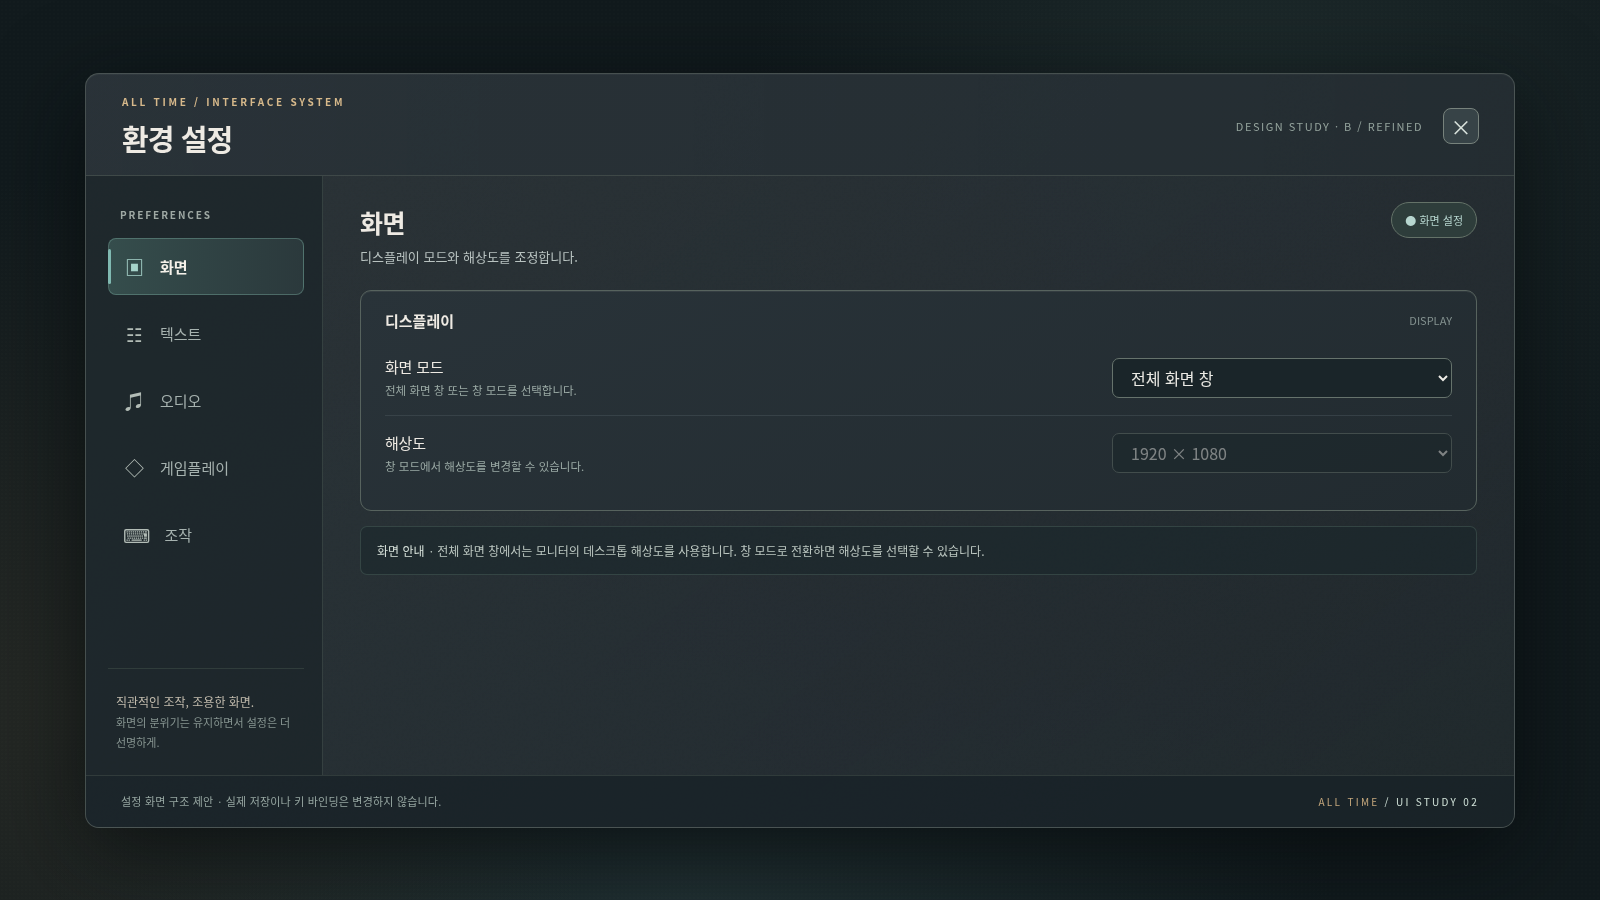 ALL TIME / INTERFACE SYSTEM
환경 설정
DESIGN STUDY · B / REFINED
PREFERENCES
화면
텍스트
오디오
게임플레이
조작
직관적인 조작, 조용한 화면.
화면의 분위기는 유지하면서 설정은 더
선명하게.
화면
디스플레이 모드와 해상도를 조정합니다.
화면 설정
디스플레이
DISPLAY
화면 모드
전체 화면 창 또는 창 모드를 선택합니다.
전체 화면 창
해상도
창 모드에서 해상도를 변경할 수 있습니다.
1920 × 1080
화면 안내 · 전체 화면 창에서는 모니터의 데스크톱 해상도를 사용합니다. 창 모드로 전환하면 해상도를 선택할 수 있습니다.
설정 화면 구조 제안 · 실제 저장이나 키 바인딩은 변경하지 않습니다.
ALL TIME / UI STUDY 02